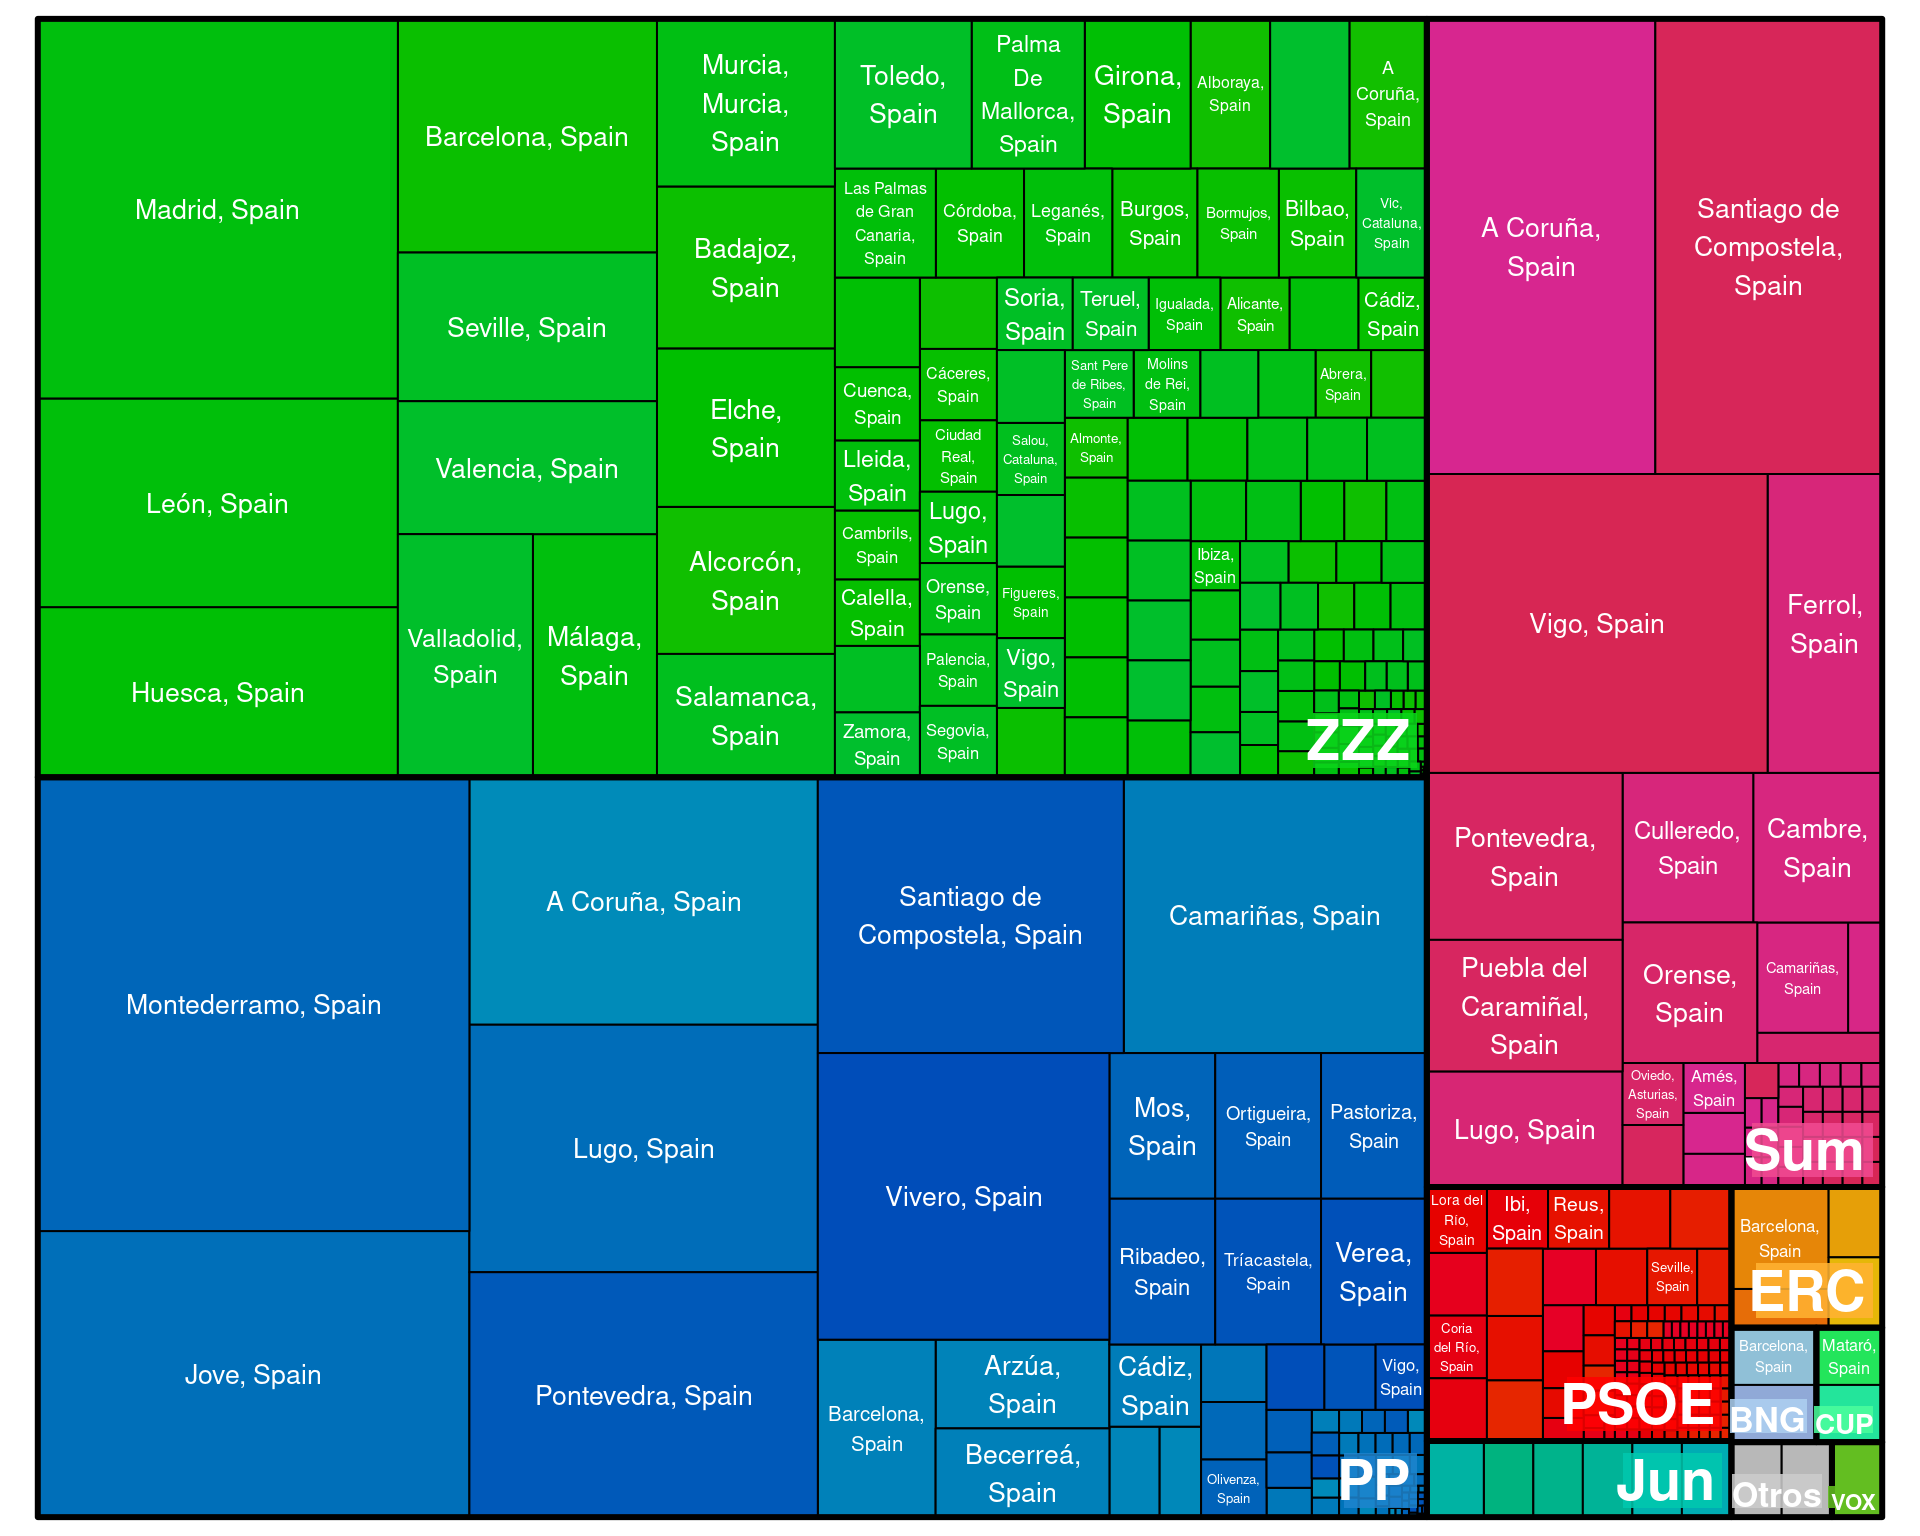 Madrid, Spain
León, Spain
Huesca, Spain
Barcelona, Spain
Seville, Spain
Valencia, Spain
Valladolid,
Spain
Málaga,
Spain
Murcia,
Murcia,
Spain
Badajoz,
Spain
Elche,
Spain
Alcorcón,
Spain
Salamanca,
Spain
Toledo,
Spain
Palma
De
Mallorca,
Spain
Girona,
Spain
Alboraya,
Spain
A
Coruña,
Spain
Las Palmas
de Gran
Canaria,
Spain
Córdoba,
Spain
Leganés,
Spain
Burgos,
Spain
Bormujos,
Spain
Bilbao,
Spain
Vic,
Cataluna,
Spain
Cuenca,
Spain
Lleida,
Spain
Cambrils,
Spain
Calella,
Spain
Zamora,
Spain
Cáceres,
Spain
Ciudad
Real,
Spain
Lugo,
Spain
Orense,
Spain
Palencia,
Spain
Segovia,
Spain
Soria,
Spain
Teruel,
Spain
Igualada,
Spain
Alicante,
Spain
Cádiz,
Spain
Salou,
Cataluna,
Spain
Figueres,
Spain
Vigo,
Spain
Sant Pere
de Ribes,
Spain
Molins
de Rei,
Spain
Abrera,
Spain
Almonte,
Spain
Ibiza,
Spain
ZZZ
Montederramo, Spain
Jove, Spain
A Coruña, Spain
Lugo, Spain
Pontevedra, Spain
Santiago de
Compostela, Spain
Camariñas, Spain
Vivero, Spain
Mos,
Spain
Ortigueira,
Spain
Pastoriza,
Spain
Ribadeo,
Spain
Tríacastela,
Spain
Verea,
Spain
Barcelona,
Spain
Arzúa,
Spain
Becerreá,
Spain
Cádiz,
Spain
Olivenza,
Spain
Vigo,
Spain
PP
A Coruña,
Spain
Santiago de
Compostela,
Spain
Vigo, Spain
Ferrol,
Spain
Pontevedra,
Spain
Puebla del
Caramiñal,
Spain
Lugo, Spain
Culleredo,
Spain
Cambre,
Spain
Orense,
Spain
Camariñas,
Spain
Oviedo,
Asturias,
Spain
Amés,
Spain
Sum
Lora del
Río,
Spain
Ibi,
Spain
Reus,
Spain
Seville,
Spain
Coria
del Río,
Spain
PSOE
Barcelona,
Spain
ERC
Barcelona,
Spain
BNG
Mataró,
Spain
CUP
Jun
Otros
VOX